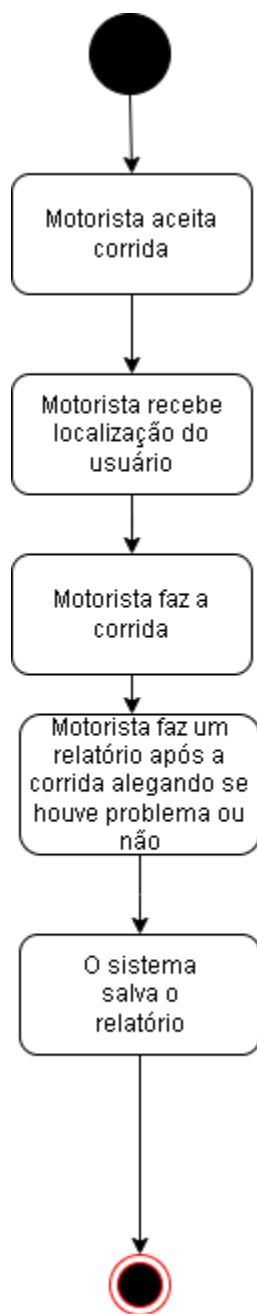 Motorista aceita
corrida
Motorista recebe
localização do
usuário
Motorista faz a
corrida
Motorista faz um
relatório após a
corrida alegando se
houve problema ou
não
O sistema
salva o
relatório